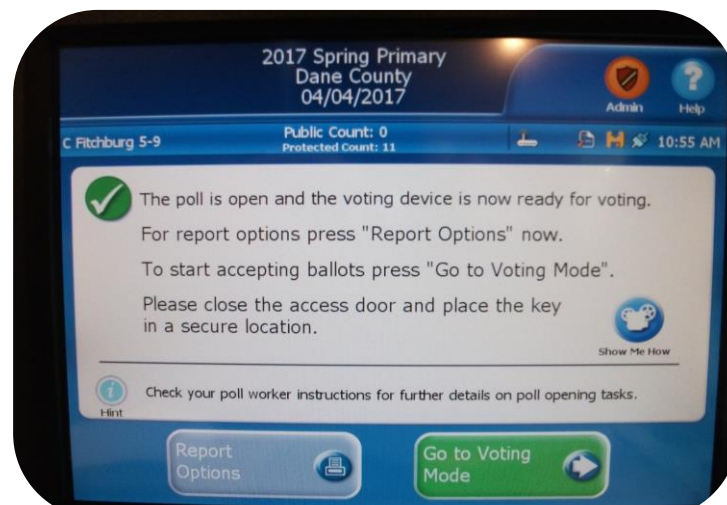 2017 Spring Primary
Dane County
04/04/2017
Admin
Help
C Fitchburg 5-9
Public Count: 0
Protected Count: 11
10:55 AM
The poll is open and the voting device is now ready for voting.
For report options press "Report Options" now.
To start accepting ballots press "Go to Voting Mode".
Please close the access door and place the key
in a secure location.
Show Me How
Hint
Check your poll worker instructions for further details on poll opening tasks.
Report
Options
Go to Voting
Mode